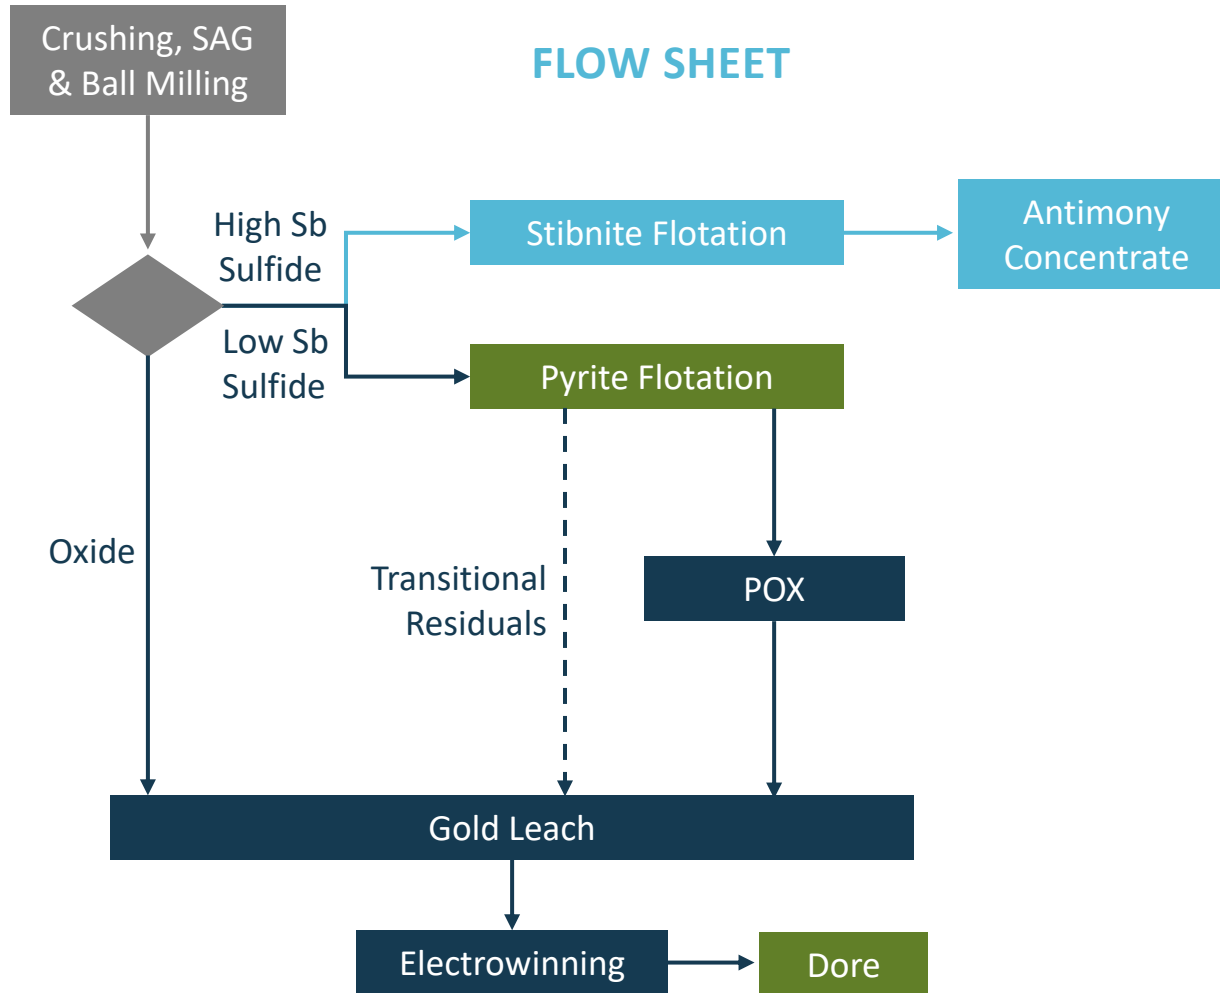 Crushing, SAG
& Ball Milling
FLOW SHEET
High Sb
Sulfide
Stibnite Flotation
Antimony
Concentrate
Low Sb
Sulfide
Pyrite Flotation
Oxide
Transitional
Residuals
POX
Gold Leach
Electrowinning
Dore